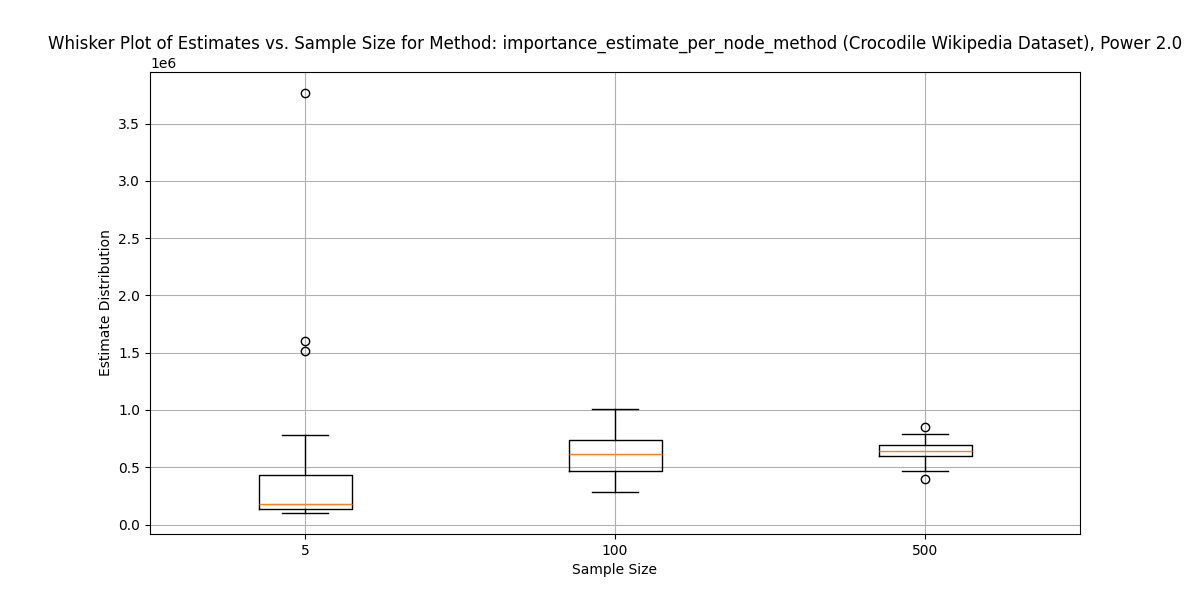 Whisker Plot of Estimates vs. Sample Size for Method: importance_estimate_per_node_method (Crocodile Wikipedia Dataset), Power 2.0
1e6
3.5
3.0
2.5
2.0
1.5
1.0
0.5
0.0
Estimate Distribution
5 100 500
Sample Size